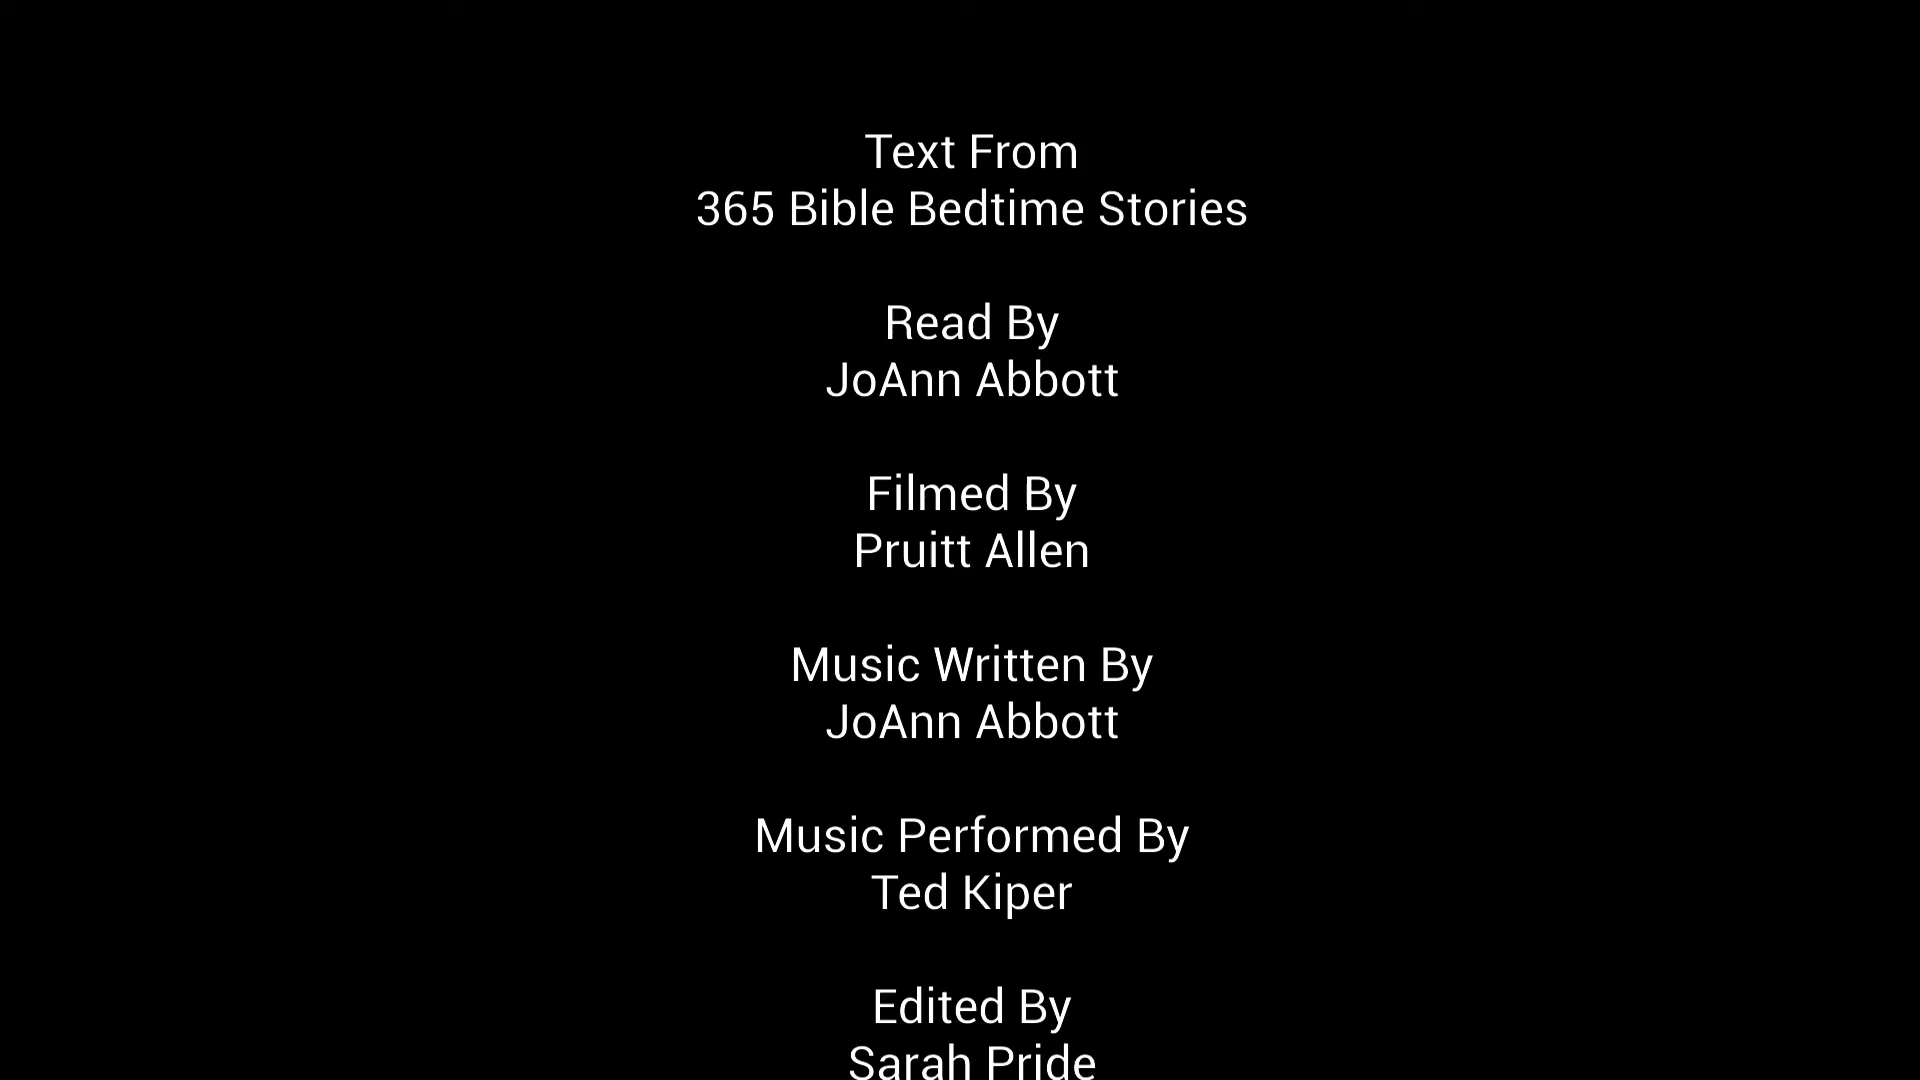 Text From
365 Bible Bedtime Stories
Read By
JoAnn Abbott
Filmed By
Pruitt Allen
Music Written By
JoAnn Abbott
Music Performed By
Ted Kiper
Edited By
Sarah Pride